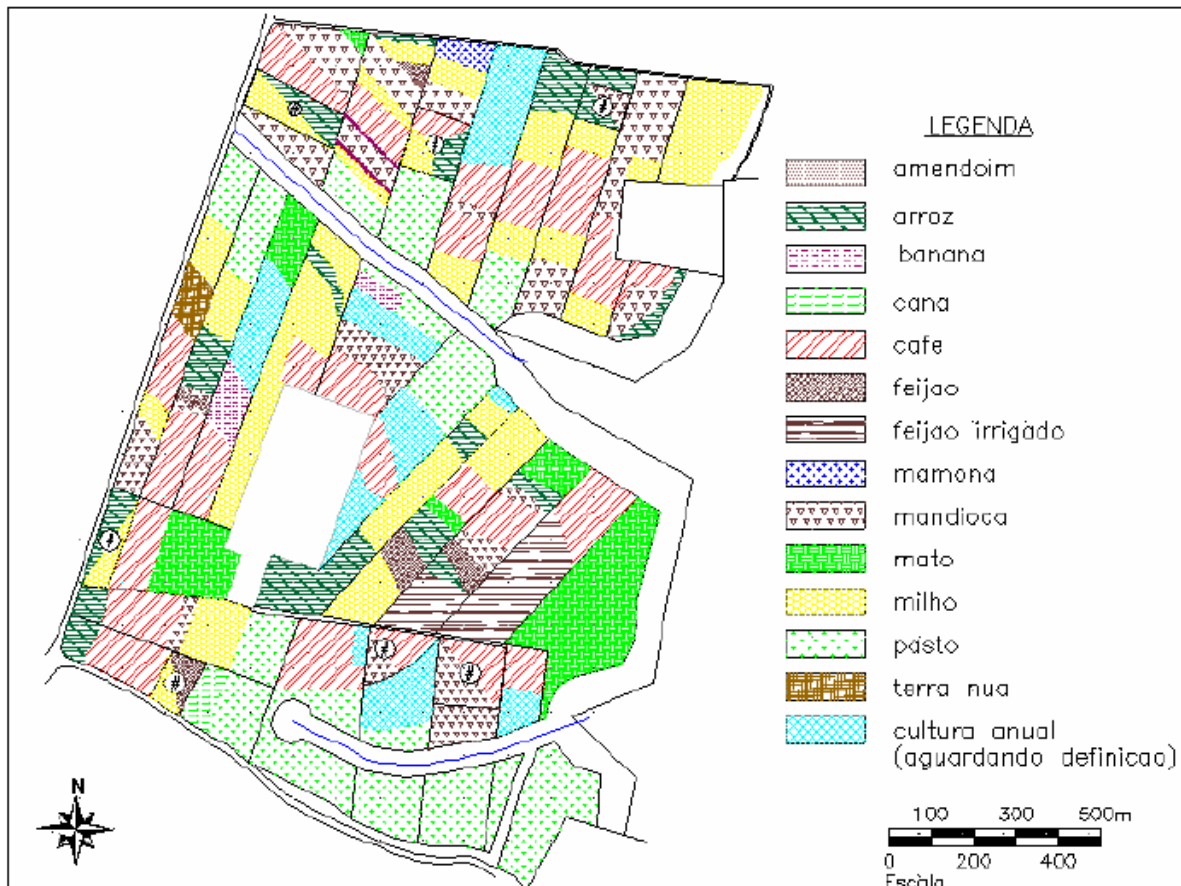 LEGENDA
amendoim
arroz
banana
cana
cafe
feijao
feijao irrigado
mamona
mandioca
mato
milho
pasto
terra nua
cultura anual
(aguardando definicao)
N
100 300 500m
0 200 400
Escàla